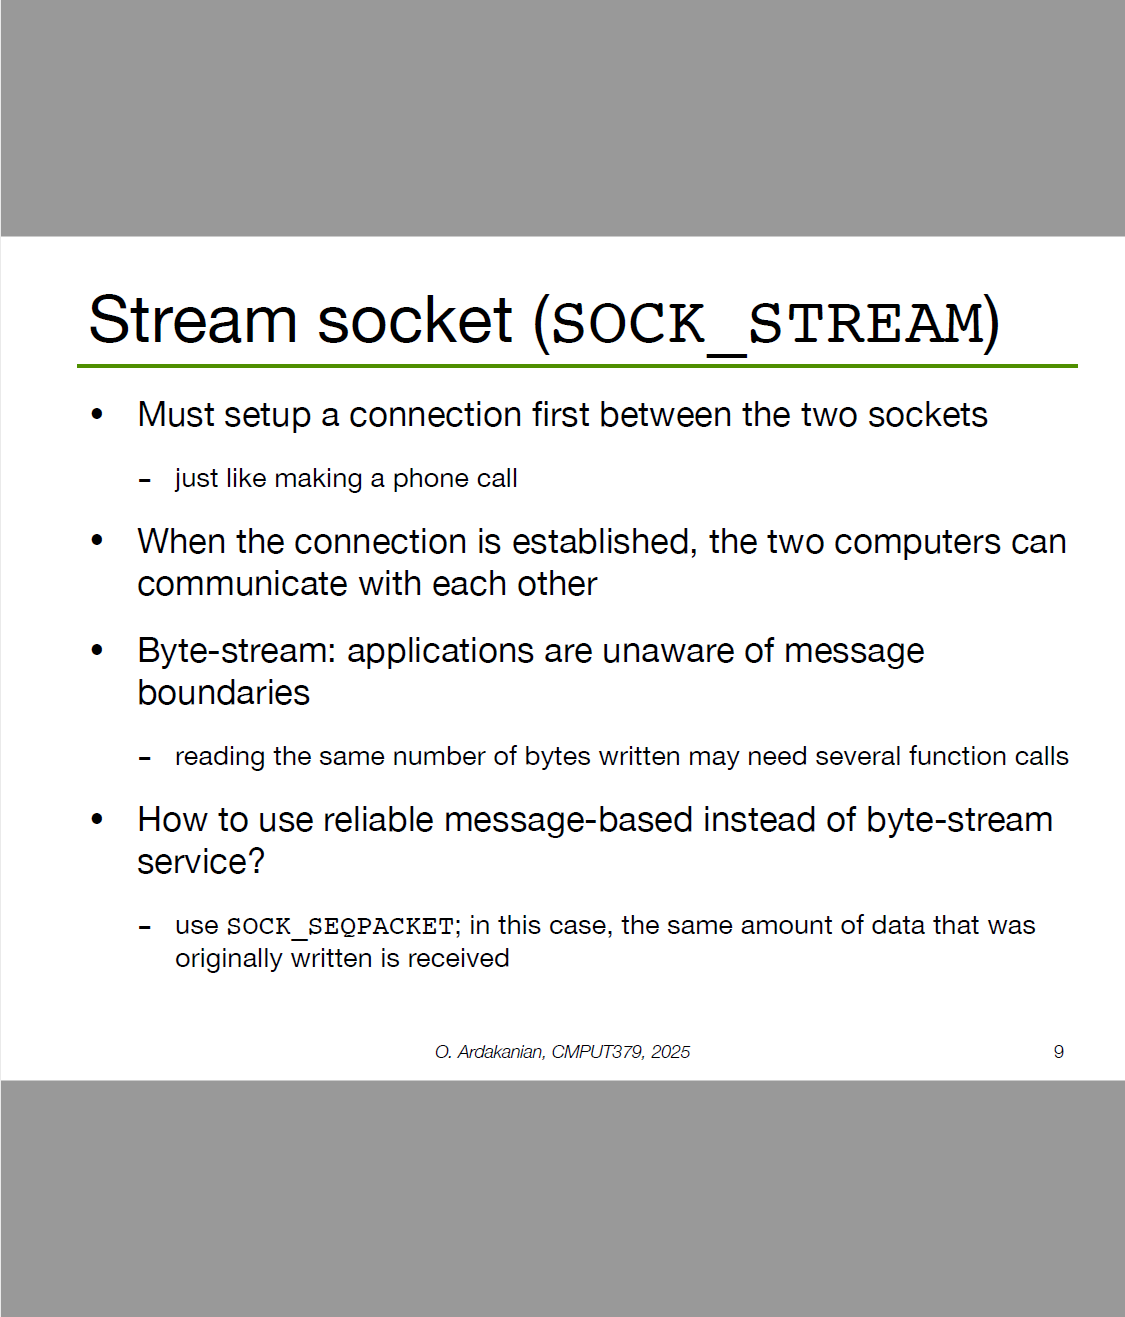 Stream socket (SOCK_STREAM)
• Must setup a connection first between the two sockets
– just like making a phone call
• When the connection is established, the two computers can
communicate with each other
• Byte-stream: applications are unaware of message
boundaries
– reading the same number of bytes written may need several function calls
• How to use reliable message-based instead of byte-stream
service?
– use SOCK_SEQPACKET; in this case, the same amount of data that was
originally written is received
O. Ardakanian, CMPUT379, 2025
9